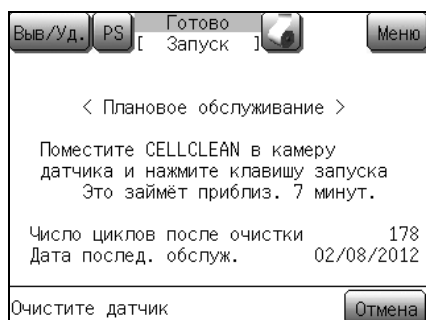 Выв/Уд. PS Готово Меню
[ Запуск ]
< Плановое обслуживание >
Поместите CELLCLEAN в камеру
датчика и нажмите клавишу запуска
Это займёт приблиз. 7 минут.
Число циклов после очистки 178
Дата послед. обслуж. 02/08/2012
Очистите датчик Отмена